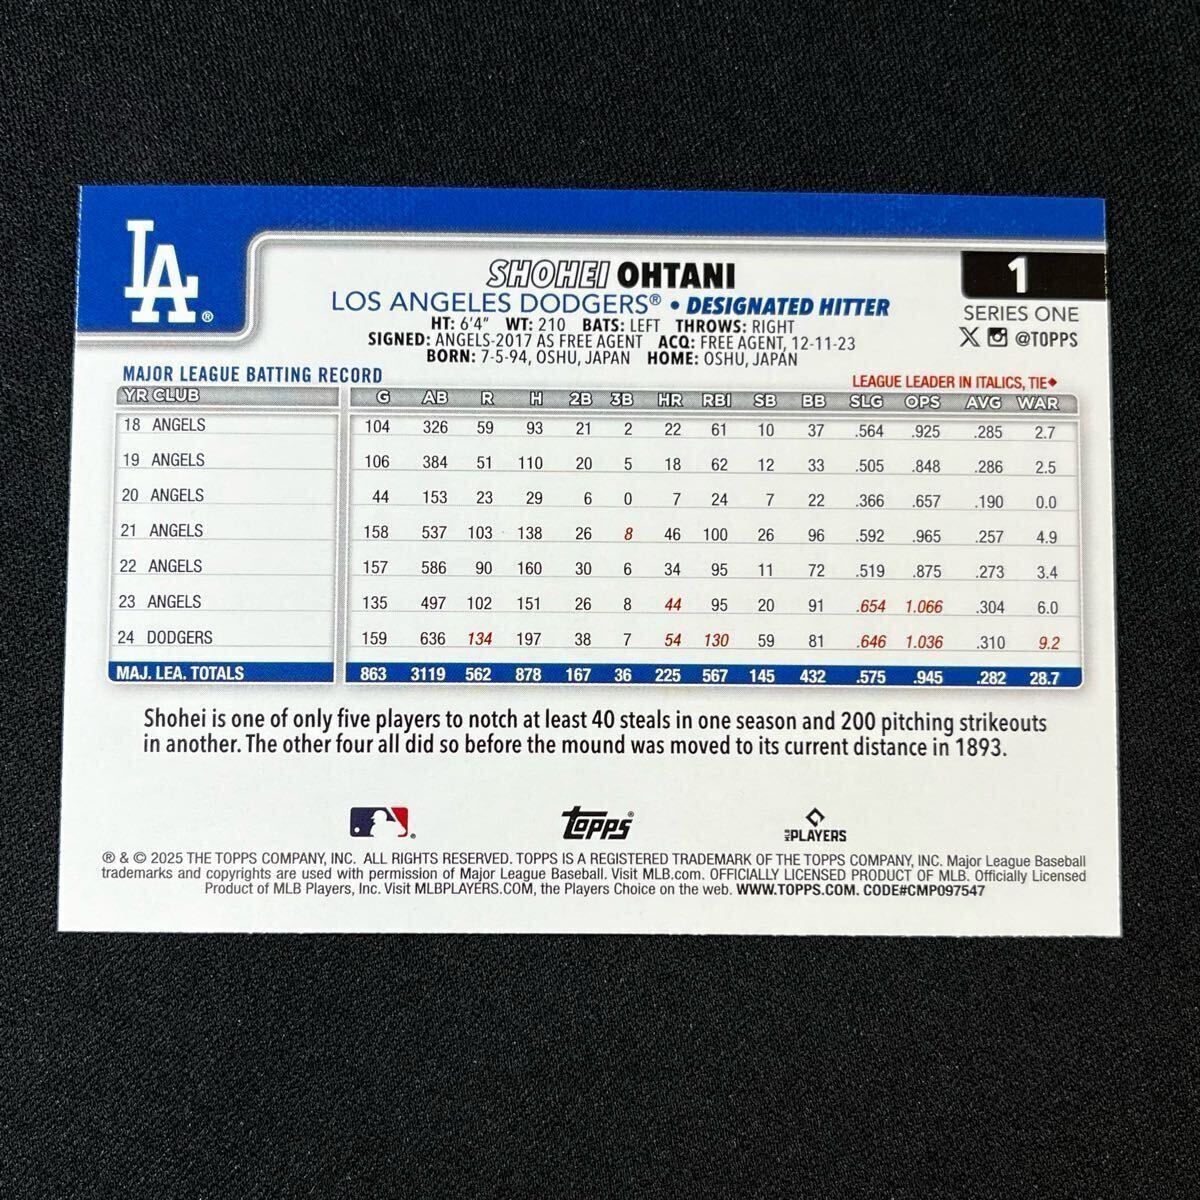 LA®
SHOHEI OHTANI
LOS ANGELES DODGERS® • DESIGNATED HITTER
HT: 6'4" WT: 210 BATS: LEFT THROWS: RIGHT
SIGNED: ANGELS-2017 AS FREE AGENT ACQ: FREE AGENT, 12-11-23
BORN: 7-5-94, OSHU, JAPAN HOME: OSHU, JAPAN
1
SERIES ONE
X @TOPPS
MAJOR LEAGUE BATTING RECORD
LEAGUE LEADER IN ITALICS, TIE♦
YR CLUB G AB R H 2B 3B HR RBI SB BB SLG OPS AVG WAR
18 ANGELS 104 326 59 93 21 2 22 61 10 37 .564 .925 .285 2.7
19 ANGELS 106 384 51 110 20 5 18 62 12 33 .505 .848 .286 2.5
20 ANGELS 44 153 23 29 6 0 7 24 7 22 .366 .657 .190 0.0
21 ANGELS 158 537 103 138 26 8 46 100 26 96 .592 .965 .257 4.9
22 ANGELS 157 586 90 160 30 6 34 95 11 72 .519 .875 .273 3.4
23 ANGELS 135 497 102 151 26 8 44 95 20 91 .654 1.066 .304 6.0
24 DODGERS 159 636 134 197 38 7 54 130 59 81 .646 1.036 .310 9.2
MAJ. LEA. TOTALS 863 3119 562 878 167 36 225 567 145 432 .575 .945 .282 28.7
Shohei is one of only five players to notch at least 40 steals in one season and 200 pitching strikeouts
in another. The other four all did so before the mound was moved to its current distance in 1893.
topps®
MLB PLAYERS
® & © 2025 THE TOPPS COMPANY, INC. ALL RIGHTS RESERVED. TOPPS IS A REGISTERED TRADEMARK OF THE TOPPS COMPANY, INC. Major League Baseball
trademarks and copyrights are used with permission of Major League Baseball. Visit MLB.com. OFFICIALLY LICENSED PRODUCT OF MLB. Officially Licensed
Product of MLB Players, Inc. Visit MLBPLAYERS.COM, the Players Choice on the web. WWW.TOPPS.COM. CODE#CMP097547